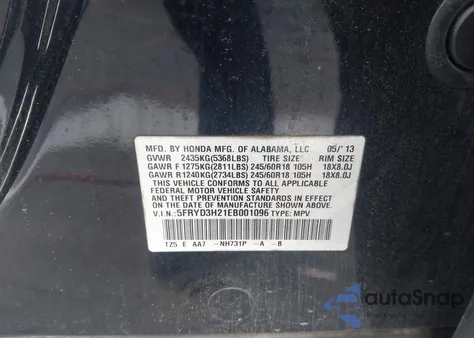 MFD. BY HONDA MFG. OF ALABAMA, LLC. 05/13
GVWR 2435KG(5368LBS) TIRE SIZE RIM SIZE
GAWR F 1275KG(2811LBS) 245/60R18 105H 18X8.0J
GAWR R 1240KG(2734LBS) 245/60R18 105H 18X8.0J
THIS VEHICLE CONFORMS TO ALL APPLICABLE
FEDERAL MOTOR VEHICLE SAFETY
AND THEFT PREVENTION STANDARDS IN EFFECT
ON THE DATE OF MANUFACTURE SHOWN ABOVE.
V.I.N.: 5FRYD3H21EB001096 TYPE: MPV
1Z5 E AA7 -NH731P -A -B
autoSnap